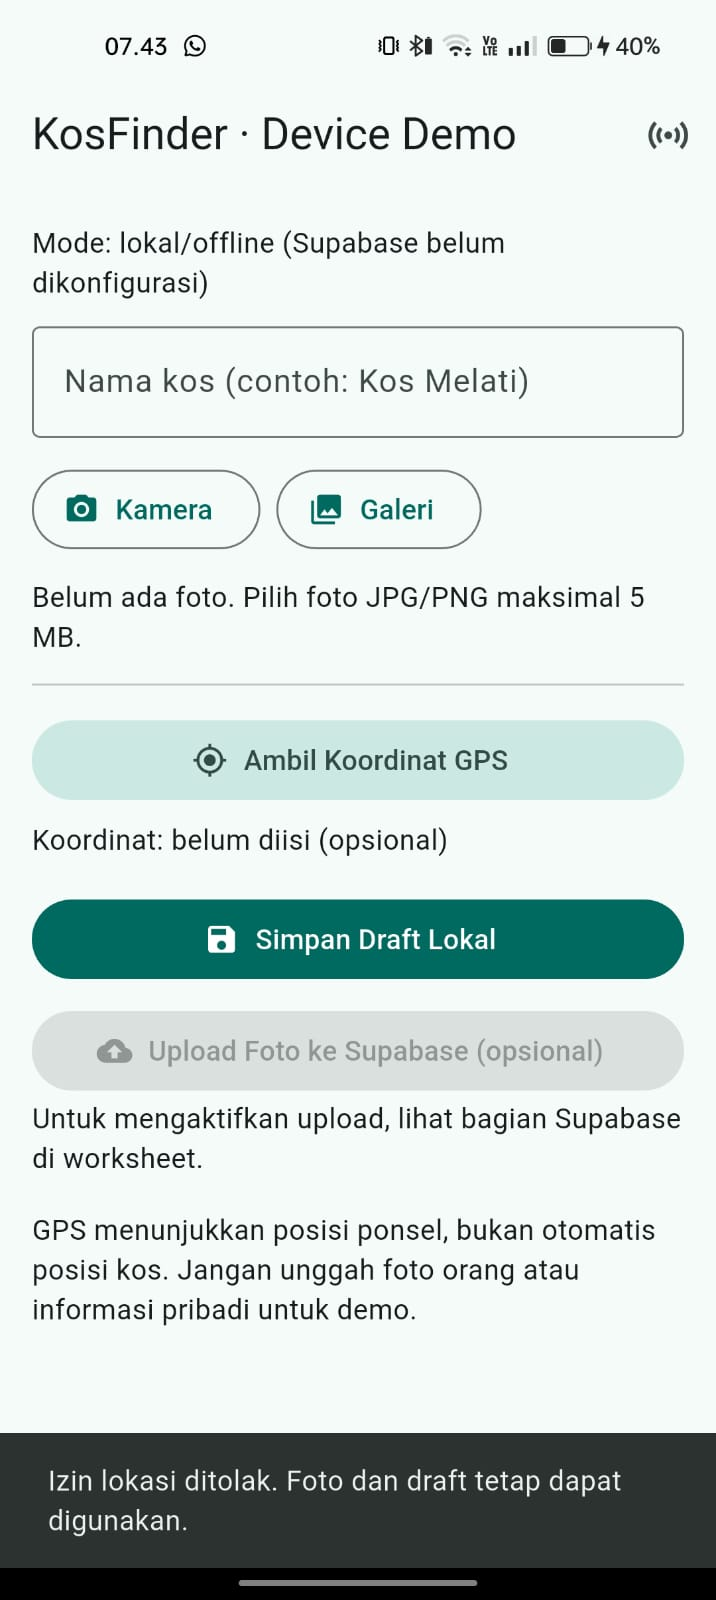 07.43
Vo LTE 40%
KosFinder · Device Demo
Mode: lokal/offline (Supabase belum
dikonfigurasi)
Nama kos (contoh: Kos Melati)
Kamera Galeri
Belum ada foto. Pilih foto JPG/PNG maksimal 5
MB.
Ambil Koordinat GPS
Koordinat: belum diisi (opsional)
Simpan Draft Lokal
Upload Foto ke Supabase (opsional)
Untuk mengaktifkan upload, lihat bagian Supabase
di worksheet.
GPS menunjukkan posisi ponsel, bukan otomatis
posisi kos. Jangan unggah foto orang atau
informasi pribadi untuk demo.
Izin lokasi ditolak. Foto dan draft tetap dapat
digunakan.